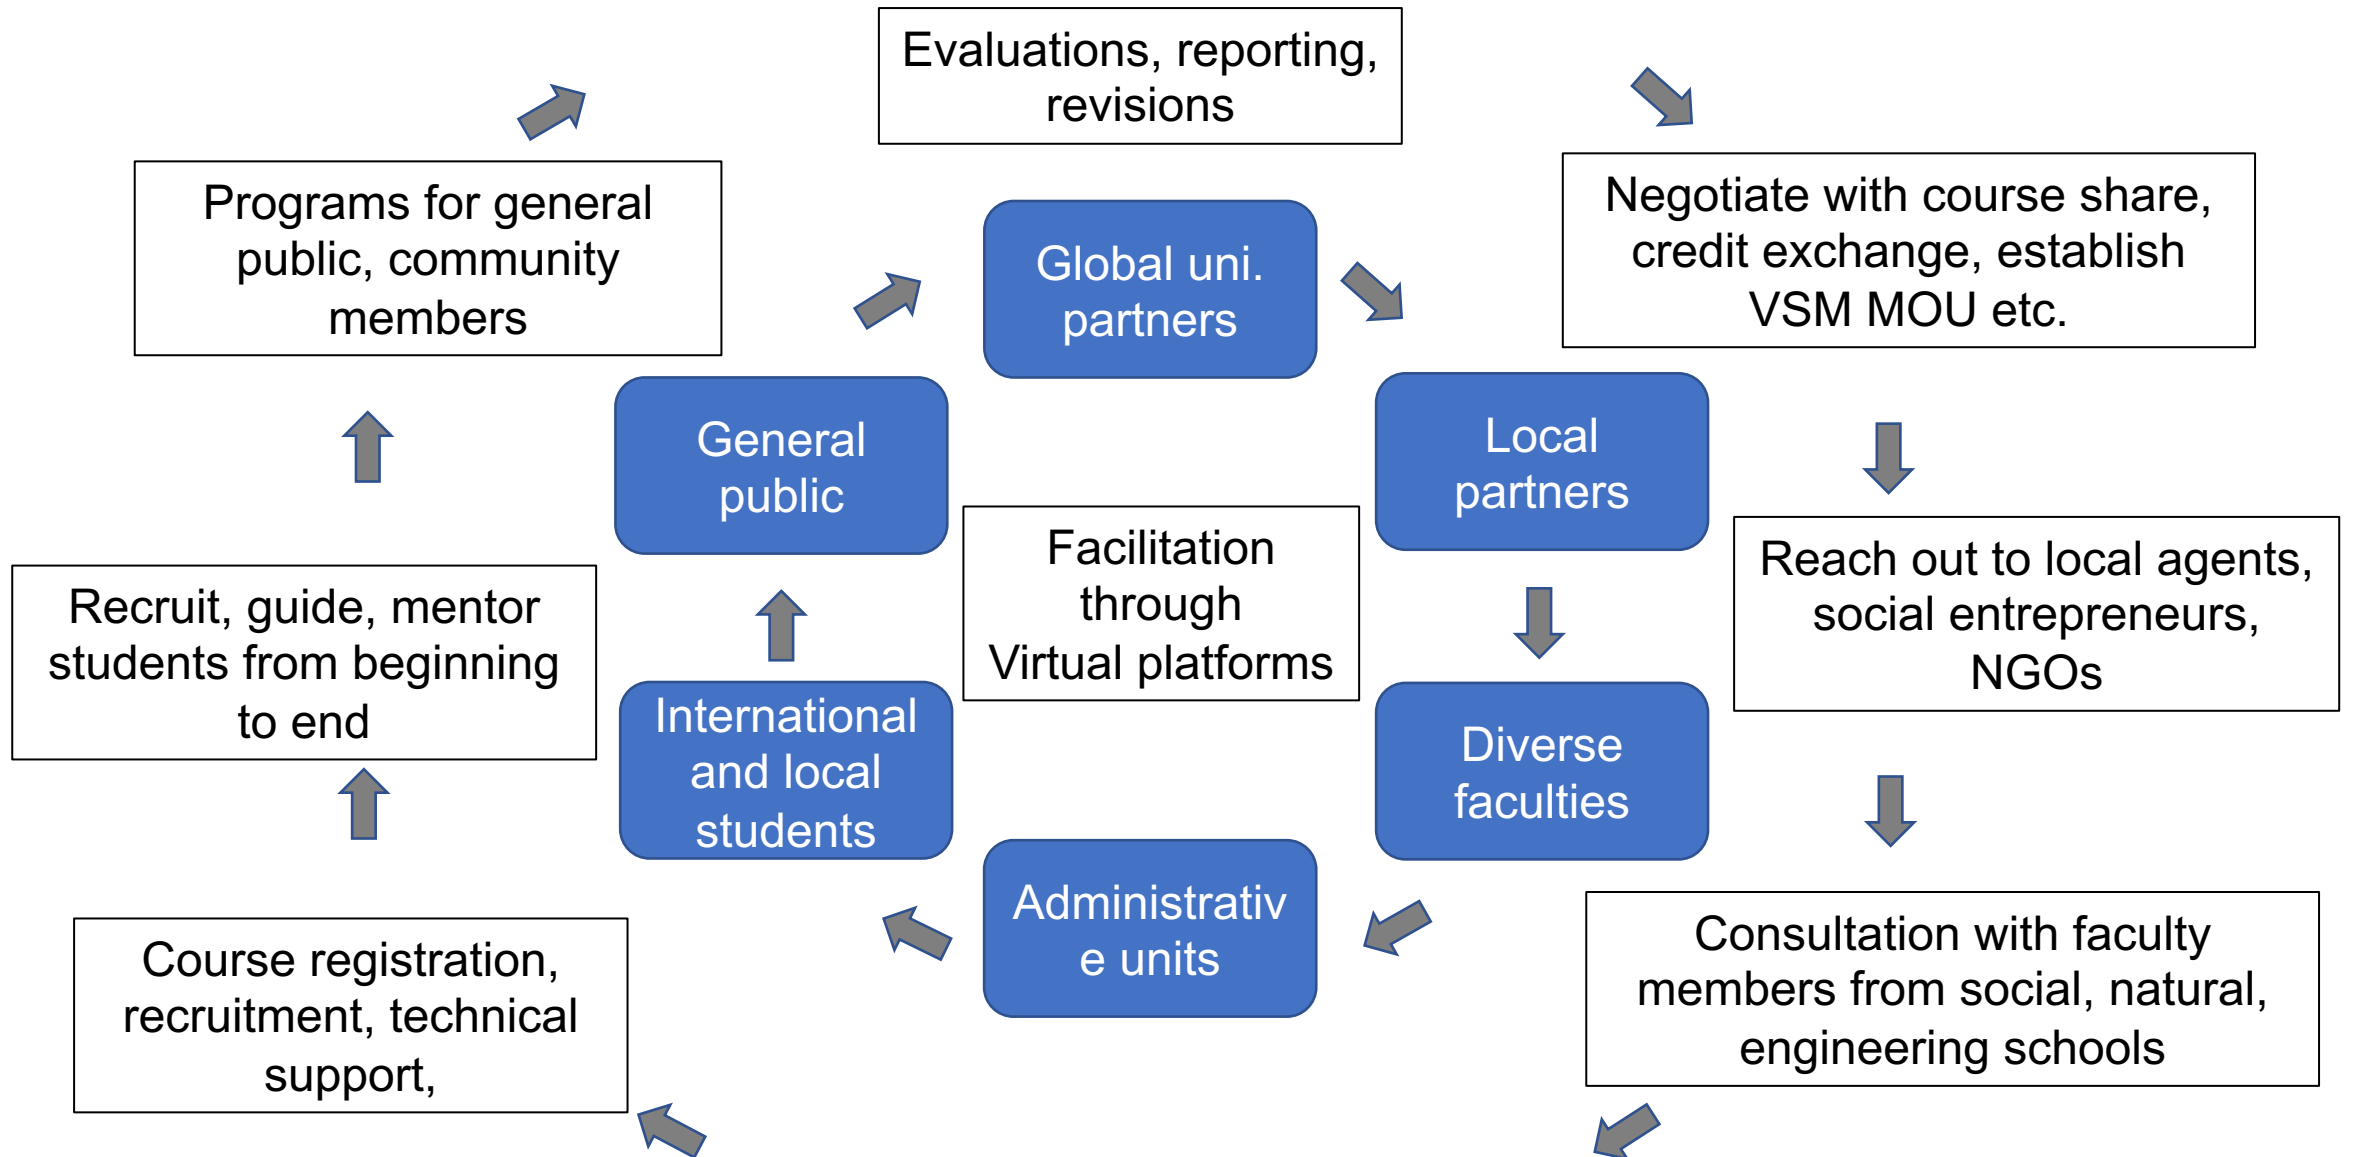 Evaluations, reporting,
revisions
Programs for general
public, community
members
Negotiate with course share,
credit exchange, establish
VSM MOU etc.
Global uni.
partners
General
public
Local
partners
Facilitation
through
Virtual platforms
Recruit, guide, mentor
students from beginning
to end
Reach out to local agents,
social entrepreneurs,
NGOs
International
and local
students
Diverse
faculties
Administrativ
e units
Course registration,
recruitment, technical
support,
Consultation with faculty
members from social, natural,
engineering schools